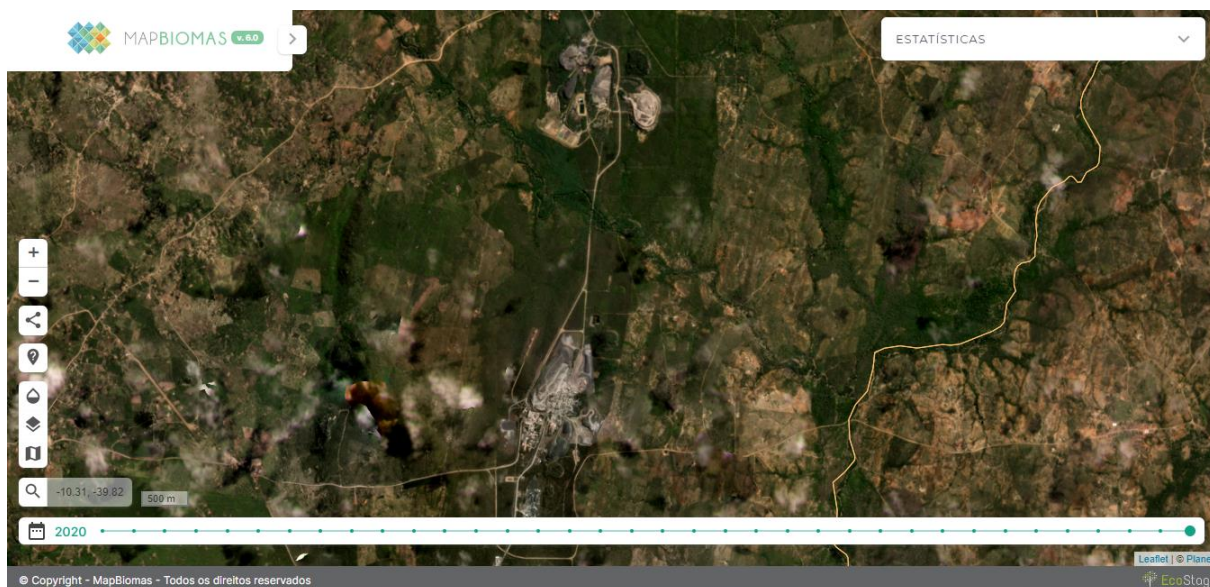 MAPBIOMAS v. 6.0
ESTATÍSTICAS
+
−
-10.31, -39.82
500 m
2020
Leaflet | © Plane
© Copyright - MapBiomas - Todos os direitos reservados
EcoStag